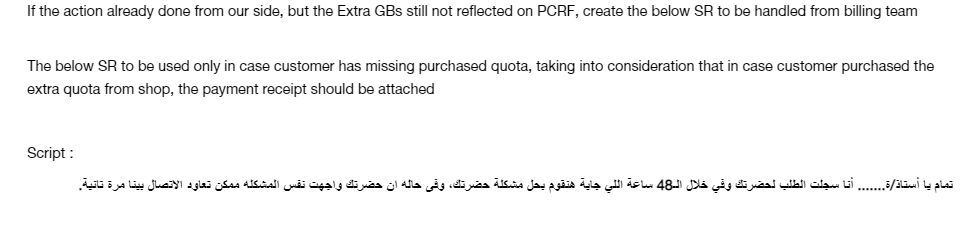 If the action already done from our side, but the Extra GBs still not reflected on PCRF, create the below SR to be handled from billing team
The below SR to be used only in case customer has missing purchased quota, taking into consideration that in case customer purchased the
extra quota from shop, the payment receipt should be attached
Script :
تمام يا أستاذ/ة....... أنا سجلت الطلب لحضرتك وفي خلال الـ48 ساعة اللي جاية هنقوم بحل مشكلة حضرتك، وفى حاله ان حضرتك واجهت نفس المشكله ممكن تعاود الاتصال بينا مرة تانية.